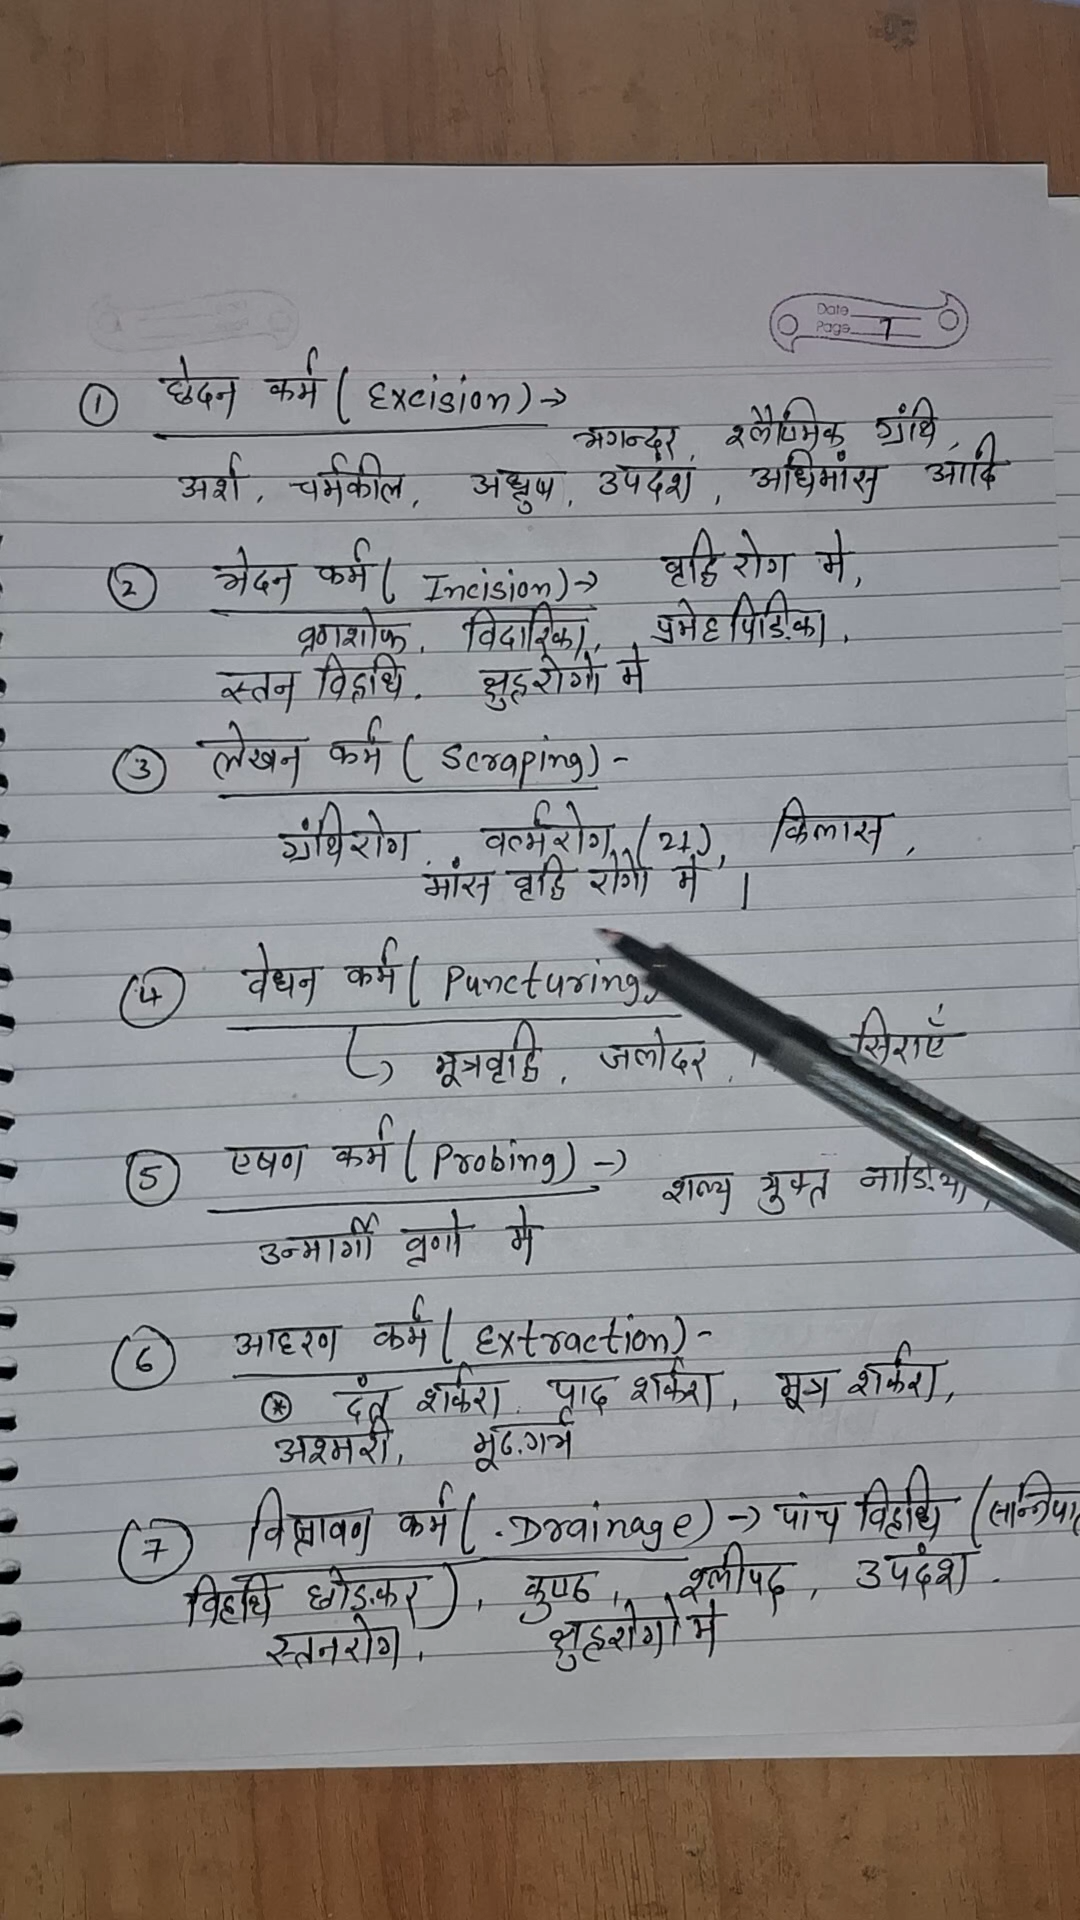 Date
Page 7
① छेदन कर्म ( Excision) →
भगन्दर, श्लैष्मिक ग्रंथि,
अर्श, चर्मकील, अध्रुष, उपदंश, अधिमांस आदि
② भेदन कर्म ( Incision) → वृद्धि रोग में,
व्रणशोफ, विदारिका, प्रमेह पिडि़का,
स्तन विद्रधि, क्षुद्ररोगों में
③ लेखन कर्म ( Scraping) -
ग्रंथिरोग, वर्त्मरोग (21), किलास,
मांस वृद्धि रोगों में ।
④ वेधन कर्म ( Puncturing)
↳ मूत्रवृद्धि, जलोदर, सिराएँ
⑤ एषण कर्म ( Probing) → शल्य युक्त नाडि़यां
उन्मार्गी व्रणों में
⑥ आहरण कर्म ( Extraction) -
⊛ दंत शर्करा, पाद शर्करा, मूत्र शर्करा,
अश्मरी, मूढ़गर्भ
⑦ विस्रावण कर्म ( Drainage) → पांच विद्रधि (सन्निपा
विद्रधि छोड़कर), कुष्ठ, श्लीपद, उपदंश
स्तनरोग, क्षुद्ररोगों में